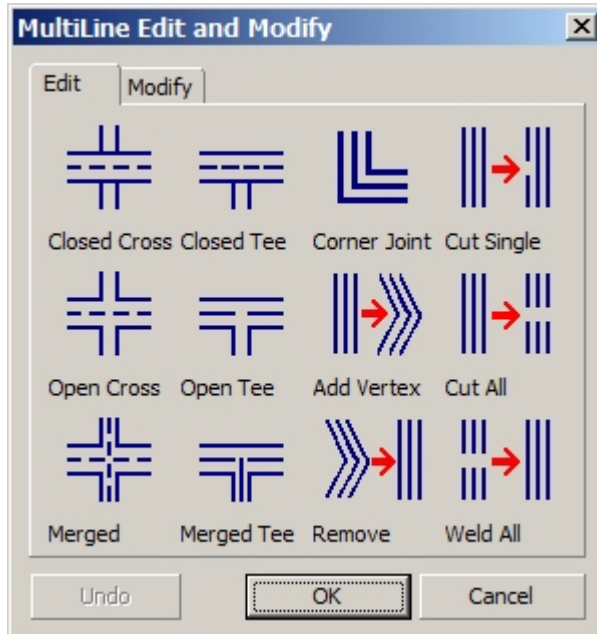 MultiLine Edit and Modify
Edit Modify
Closed Cross Closed Tee Corner Joint Cut Single
Open Cross Open Tee Add Vertex Cut All
Merged Merged Tee Remove Weld All
Undo OK Cancel